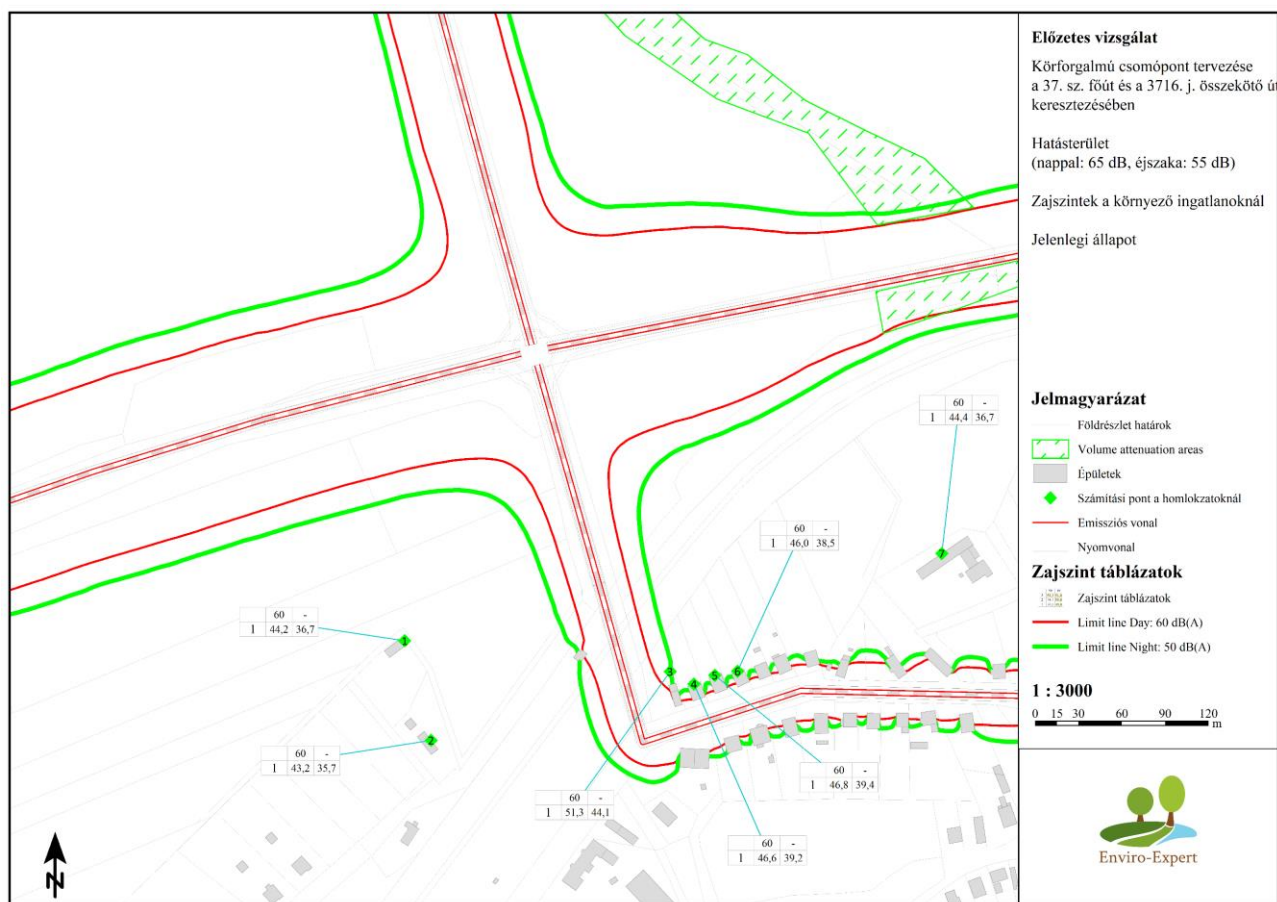 Előzetes vizsgálat
Körforgalmú csomópont tervezése
a 37. sz. főút és a 3716. j. összekötő út
keresztezésében
Hatásterület
(nappal: 65 dB, éjszaka: 55 dB)
Zajszintek a környező ingatlanoknál
Jelenlegi állapot
Jelmagyarázat
Földrészlet határok
Volume attenuation areas
Épületek
Számítási pont a homlokzatoknál
Emissziós vonal
Nyomvonal
Zajszint táblázatok
Zajszint táblázatok
Limit line Day: 60 dB(A)
Limit line Night: 50 dB(A)
1 : 3000
0 15 30 60 90 120
m
Enviro-Expert
60 -
1 44,4 36,7
7
60 -
1 46,0 38,5
60 -
1 44,2 36,7
1
3
4
5
6
2
60 -
1 43,2 35,7
60 -
1 51,3 44,1
60 -
1 46,8 39,4
60 -
1 46,6 39,2
N